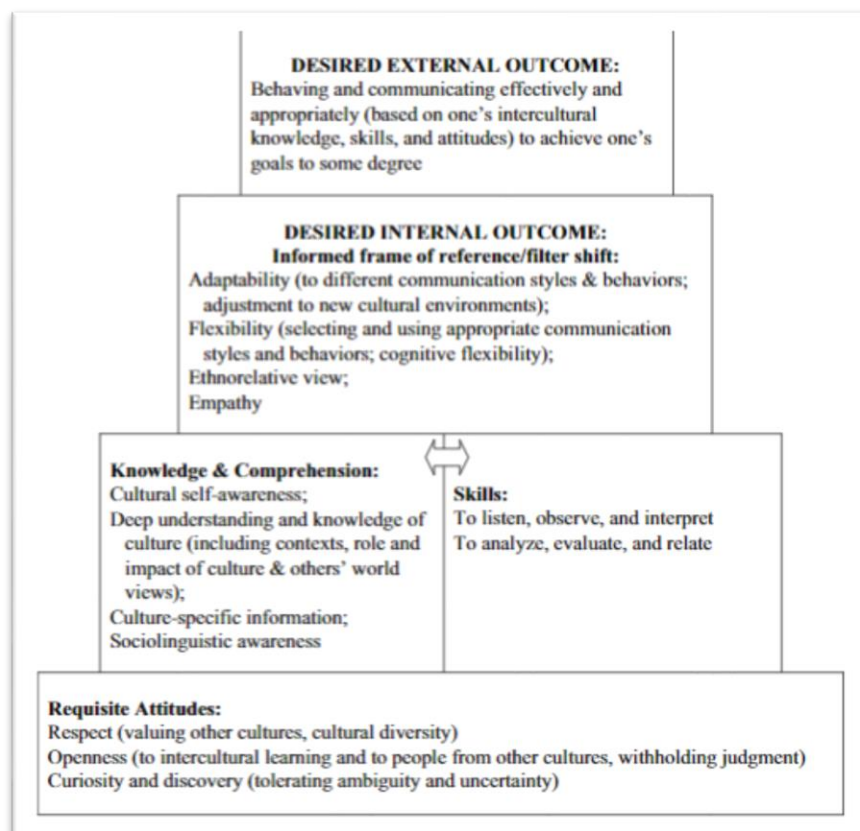 DESIRED EXTERNAL OUTCOME:
Behaving and communicating effectively and
appropriately (based on one's intercultural
knowledge, skills, and attitudes) to achieve one's
goals to some degree
DESIRED INTERNAL OUTCOME:
Informed frame of reference/filter shift:
Adaptability (to different communication styles & behaviors;
adjustment to new cultural environments);
Flexibility (selecting and using appropriate communication
styles and behaviors; cognitive flexibility);
Ethnorelative view;
Empathy
Knowledge & Comprehension:
Cultural self-awareness;
Deep understanding and knowledge of
culture (including contexts, role and
impact of culture & others' world
views);
Culture-specific information;
Sociolinguistic awareness
Skills:
To listen, observe, and interpret
To analyze, evaluate, and relate
Requisite Attitudes:
Respect (valuing other cultures, cultural diversity)
Openness (to intercultural learning and to people from other cultures, withholding judgment)
Curiosity and discovery (tolerating ambiguity and uncertainty)